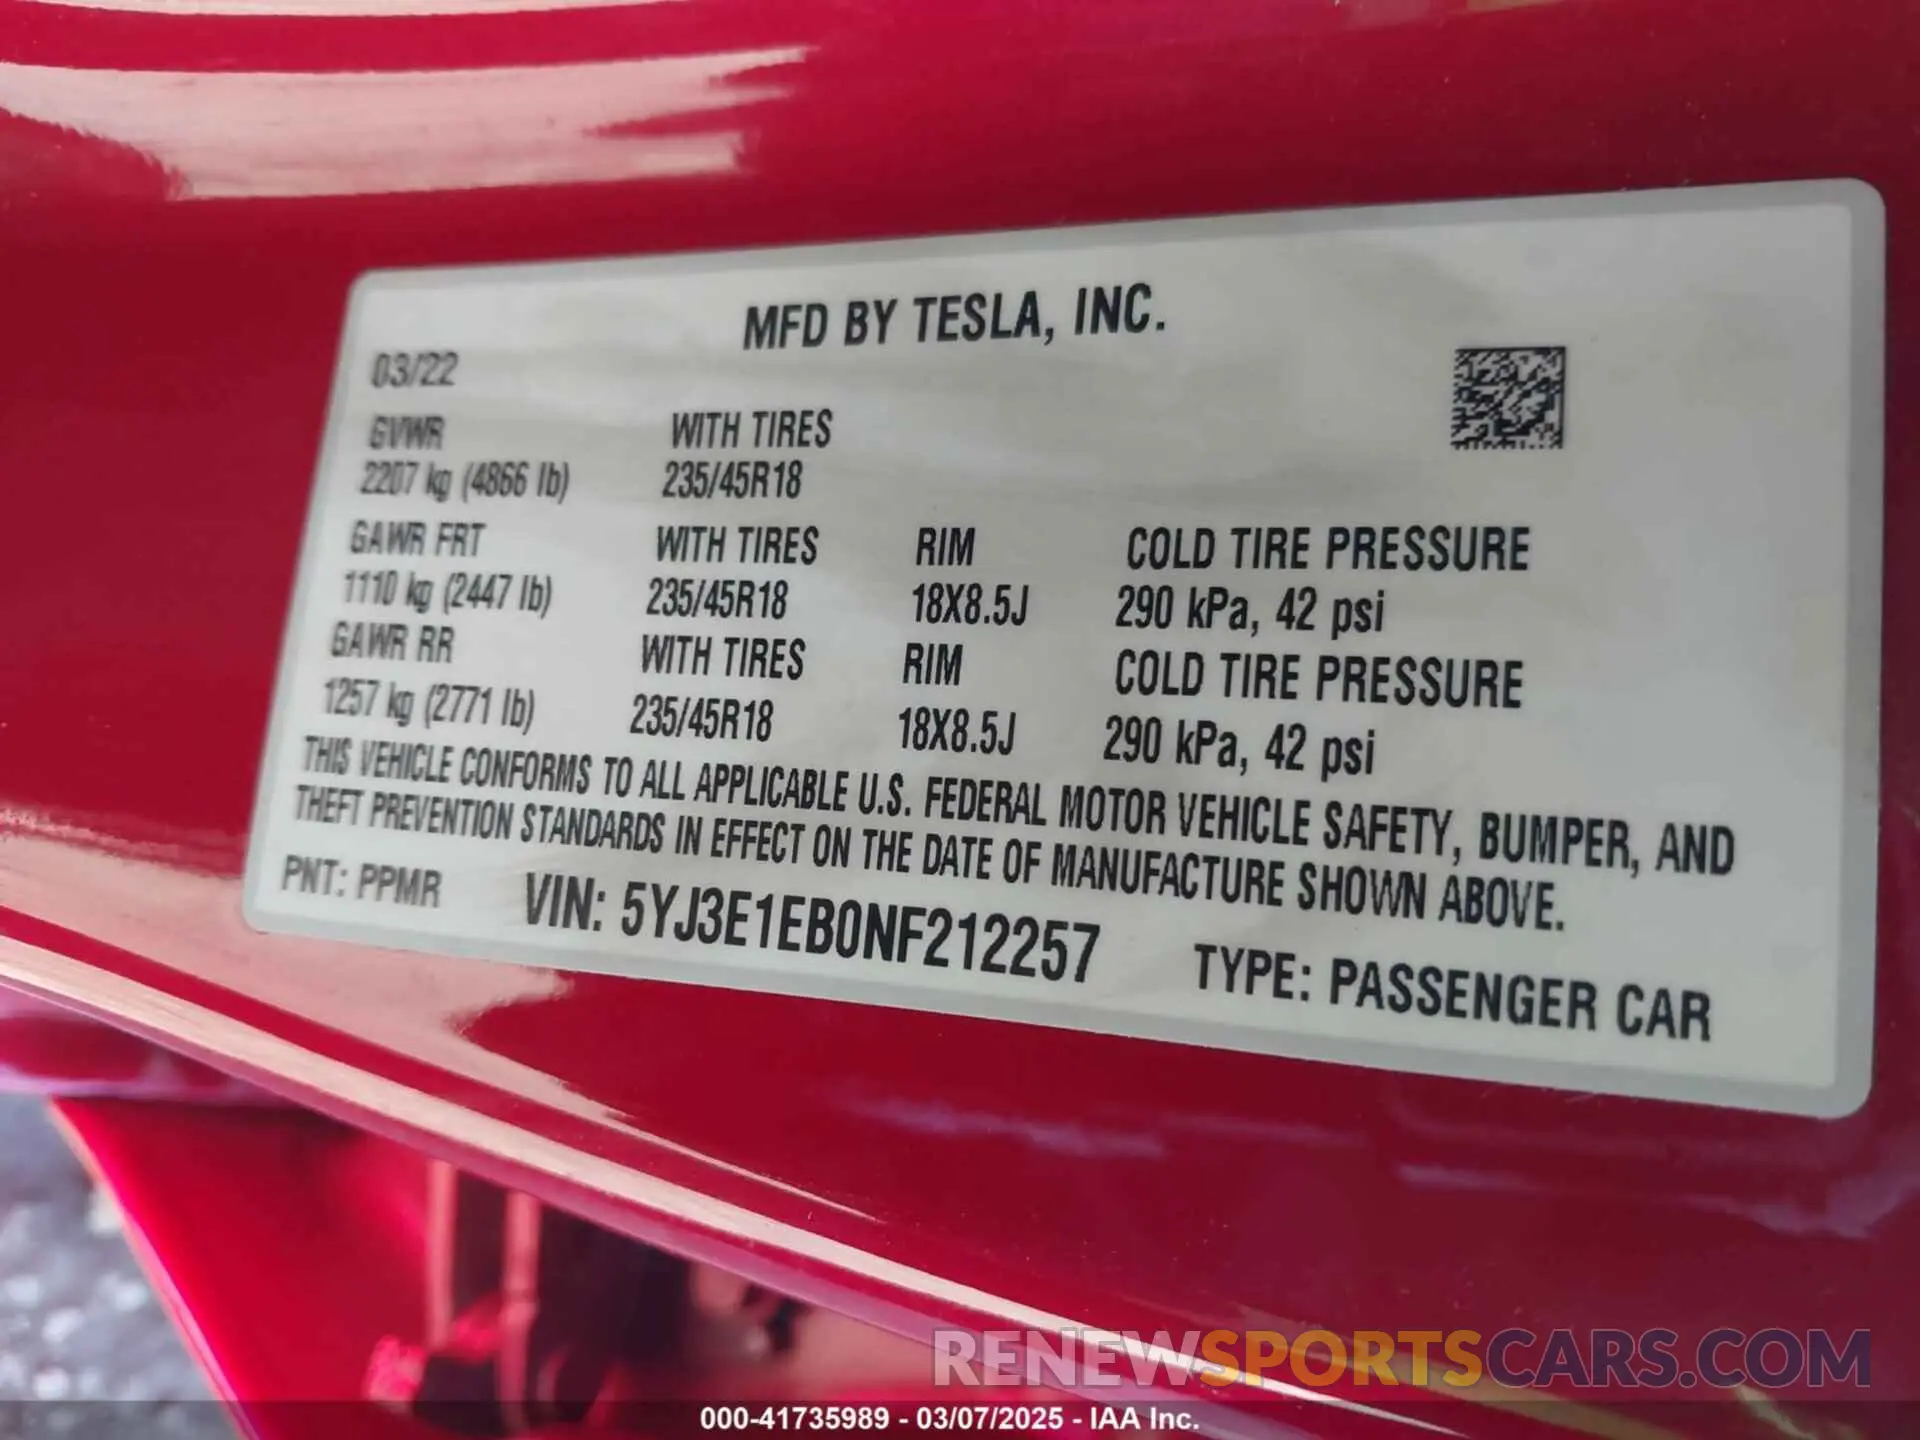 MFD BY TESLA, INC.
03/22
GVWR WITH TIRES
2207 kg (4866 lb) 235/45R18
GAWR FRT WITH TIRES RIM COLD TIRE PRESSURE
1110 kg (2447 lb) 235/45R18 18X8.5J 290 kPa, 42 psi
GAWR RR WITH TIRES RIM COLD TIRE PRESSURE
1257 kg (2771 lb) 235/45R18 18X8.5J 290 kPa, 42 psi
THIS VEHICLE CONFORMS TO ALL APPLICABLE U.S. FEDERAL MOTOR VEHICLE SAFETY, BUMPER, AND
THEFT PREVENTION STANDARDS IN EFFECT ON THE DATE OF MANUFACTURE SHOWN ABOVE.
PNT: PPMR VIN: 5YJ3E1EB0NF212257 TYPE: PASSENGER CAR
RENEWSPORTSCARS.COM
000-41735989 - 03/07/2025 - IAA Inc.